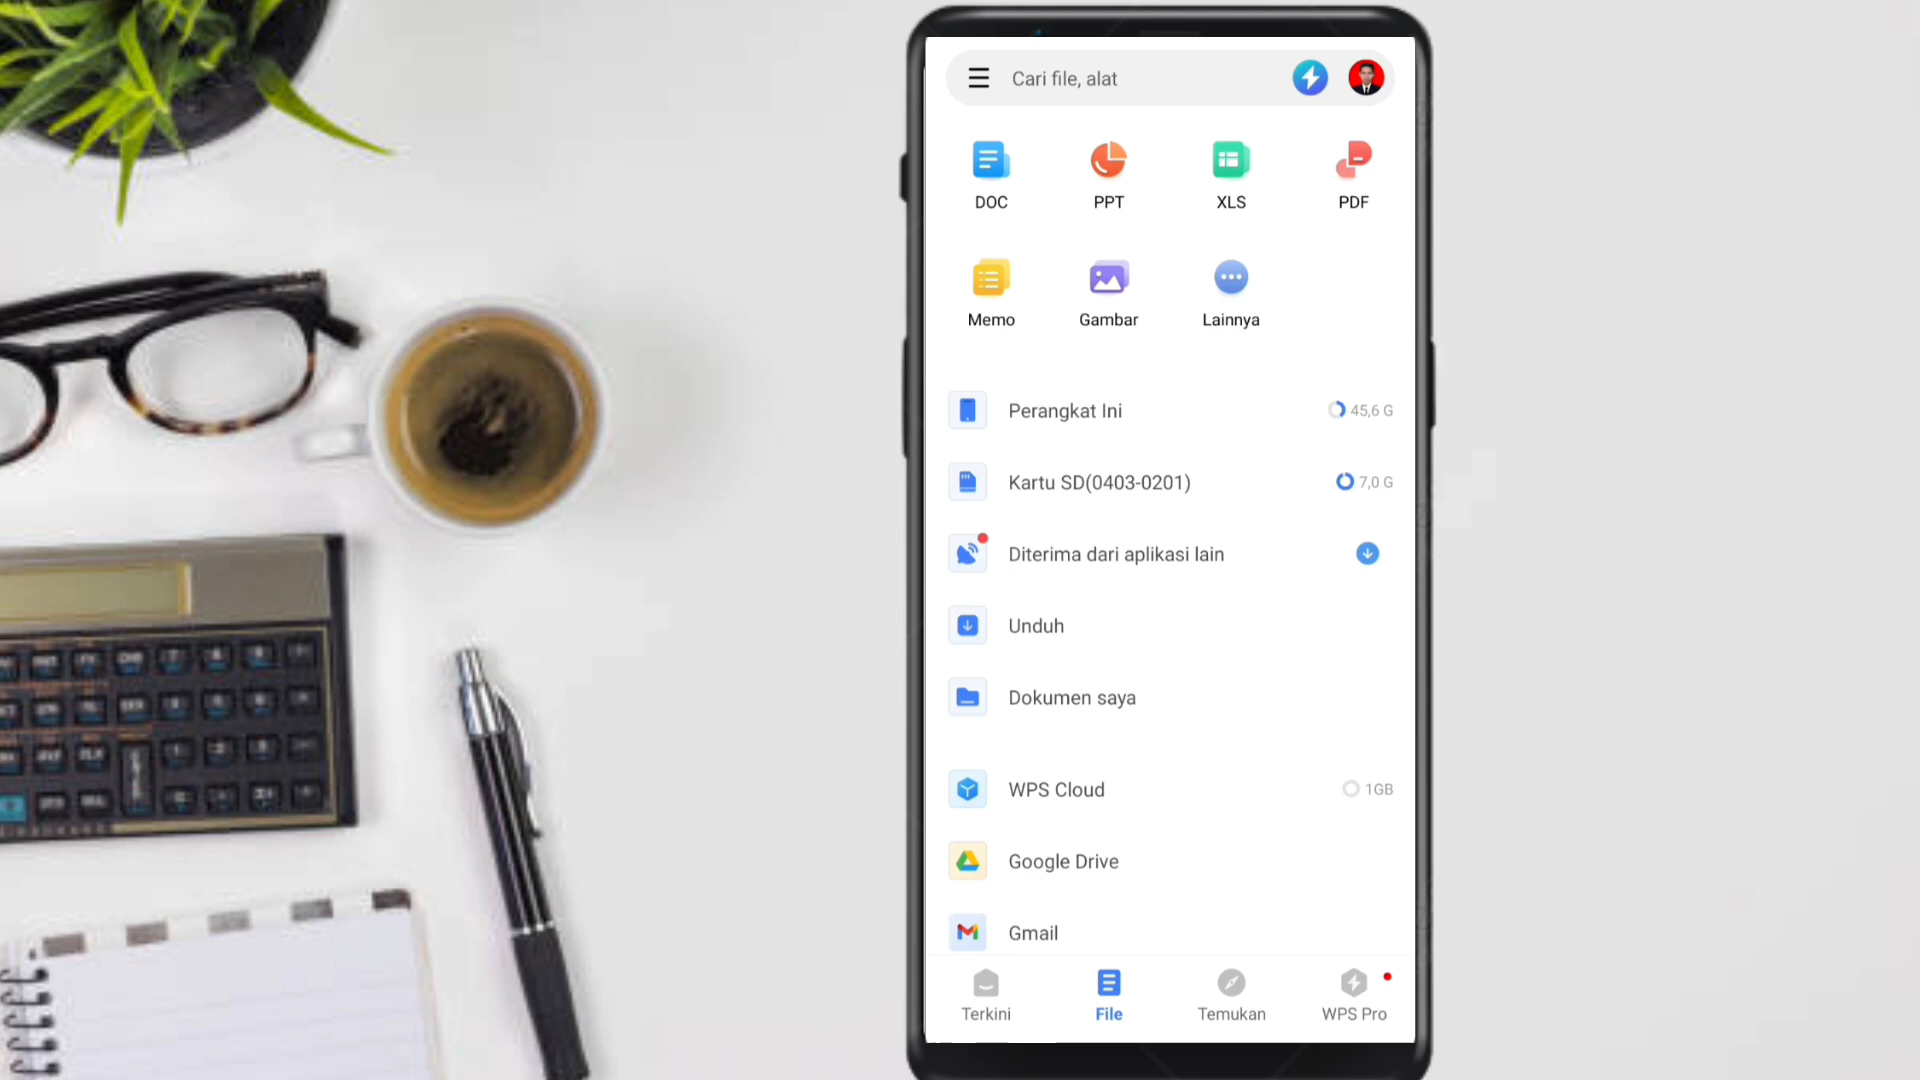 Cari file, alat
DOC
PPT
XLS
PDF
Memo
Gambar
Lainnya
Perangkat Ini
45,6 G
Kartu SD(0403-0201)
7,0 G
Diterima dari aplikasi lain
Unduh
Dokumen saya
WPS Cloud
1GB
Google Drive
Gmail
Terkini
File
Temukan
WPS Pro